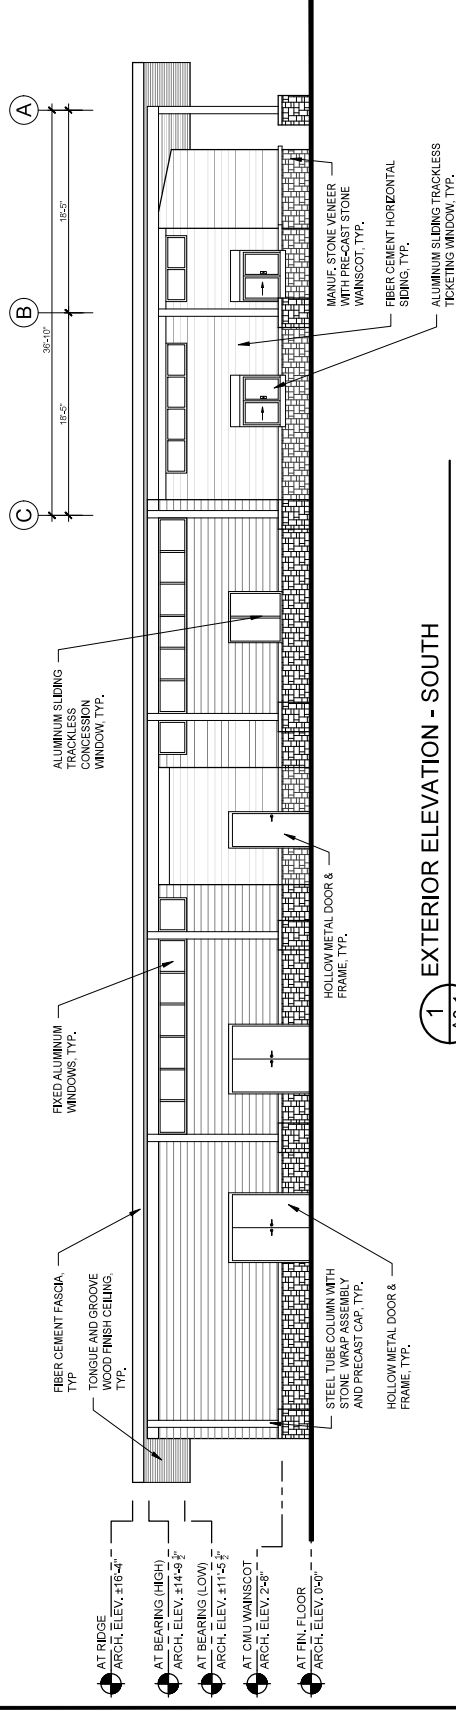 FIBER CEMENT FASCIA,
TYP
TONGUE AND GROOVE
WOOD FINISH CEILING,
TYP.
FIXED ALUMINUM
WINDOWS, TYP.
ALUMINUM SLIDING
TRACKLESS
CONCESSION
WINDOW, TYP.
C
B
A
36'-10"
18'-5"
18'-5"
AT RIDGE
ARCH. ELEV. ±16'-4"
AT BEARING (HIGH)
ARCH. ELEV. ±14'-9 1/2"
AT BEARING (LOW)
ARCH. ELEV. ±11'-5 1/2"
AT CMU WAINSCOT
ARCH. ELEV. 2'-8"
AT FIN. FLOOR
ARCH. ELEV. 0'-0"
STEEL TUBE COLUMN WITH
STONE WRAP ASSEMBLY
AND PRECAST CAP, TYP.
HOLLOW METAL DOOR &
FRAME, TYP.
HOLLOW METAL DOOR &
FRAME, TYP.
MANUF. STONE VENEER
WITH PRE-CAST STONE
WAINSCOT, TYP.
FIBER CEMENT HORIZONTAL
SIDING, TYP.
ALUMINUM SLIDING TRACKLESS
TICKETING WINDOW, TYP.
1
EXTERIOR ELEVATION - SOUTH